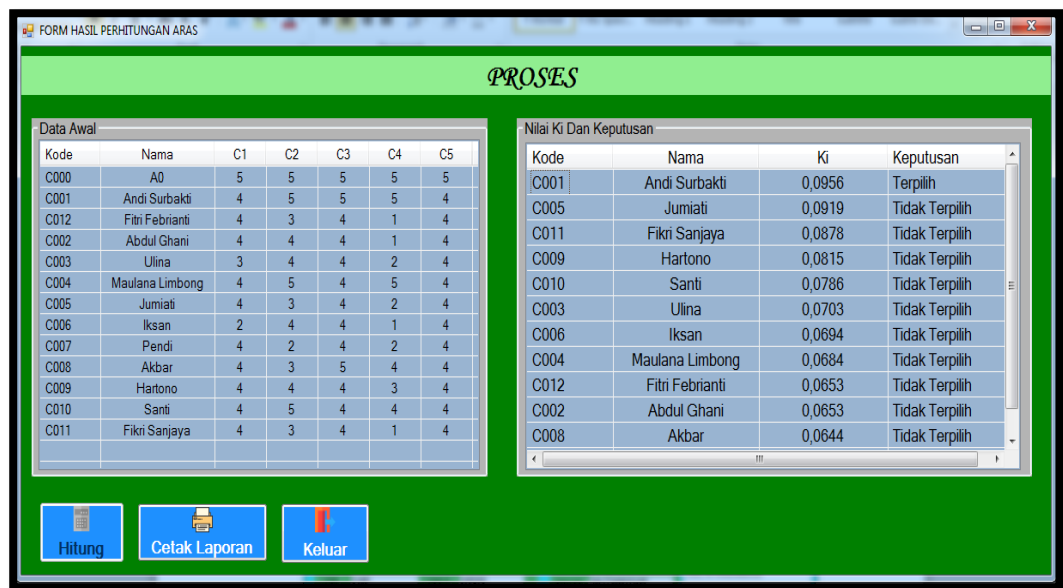 FORM HASIL PERHITUNGAN ARAS
PROSES
Data Awal
Kode Nama C1 C2 C3 C4 C5
C000 A0 5 5 5 5 5
C001 Andi Surbakti 4 5 5 5 4
C012 Fitri Febrianti 4 3 4 1 4
C002 Abdul Ghani 4 4 4 1 4
C003 Ulina 3 4 4 2 4
C004 Maulana Limbong 4 5 4 5 4
C005 Jumiati 4 3 4 2 4
C006 Iksan 2 4 4 1 4
C007 Pendi 4 2 4 2 4
C008 Akbar 4 3 5 4 4
C009 Hartono 4 4 4 3 4
C010 Santi 4 5 4 4 4
C011 Fikri Sanjaya 4 3 4 1 4
Nilai Ki Dan Keputusan
Kode Nama Ki Keputusan
C001 Andi Surbakti 0,0956 Terpilih
C005 Jumiati 0,0919 Tidak Terpilih
C011 Fikri Sanjaya 0,0878 Tidak Terpilih
C009 Hartono 0,0815 Tidak Terpilih
C010 Santi 0,0786 Tidak Terpilih
C003 Ulina 0,0703 Tidak Terpilih
C006 Iksan 0,0694 Tidak Terpilih
C004 Maulana Limbong 0,0684 Tidak Terpilih
C012 Fitri Febrianti 0,0653 Tidak Terpilih
C002 Abdul Ghani 0,0653 Tidak Terpilih
C008 Akbar 0,0644 Tidak Terpilih
Hitung
Cetak Laporan
Keluar